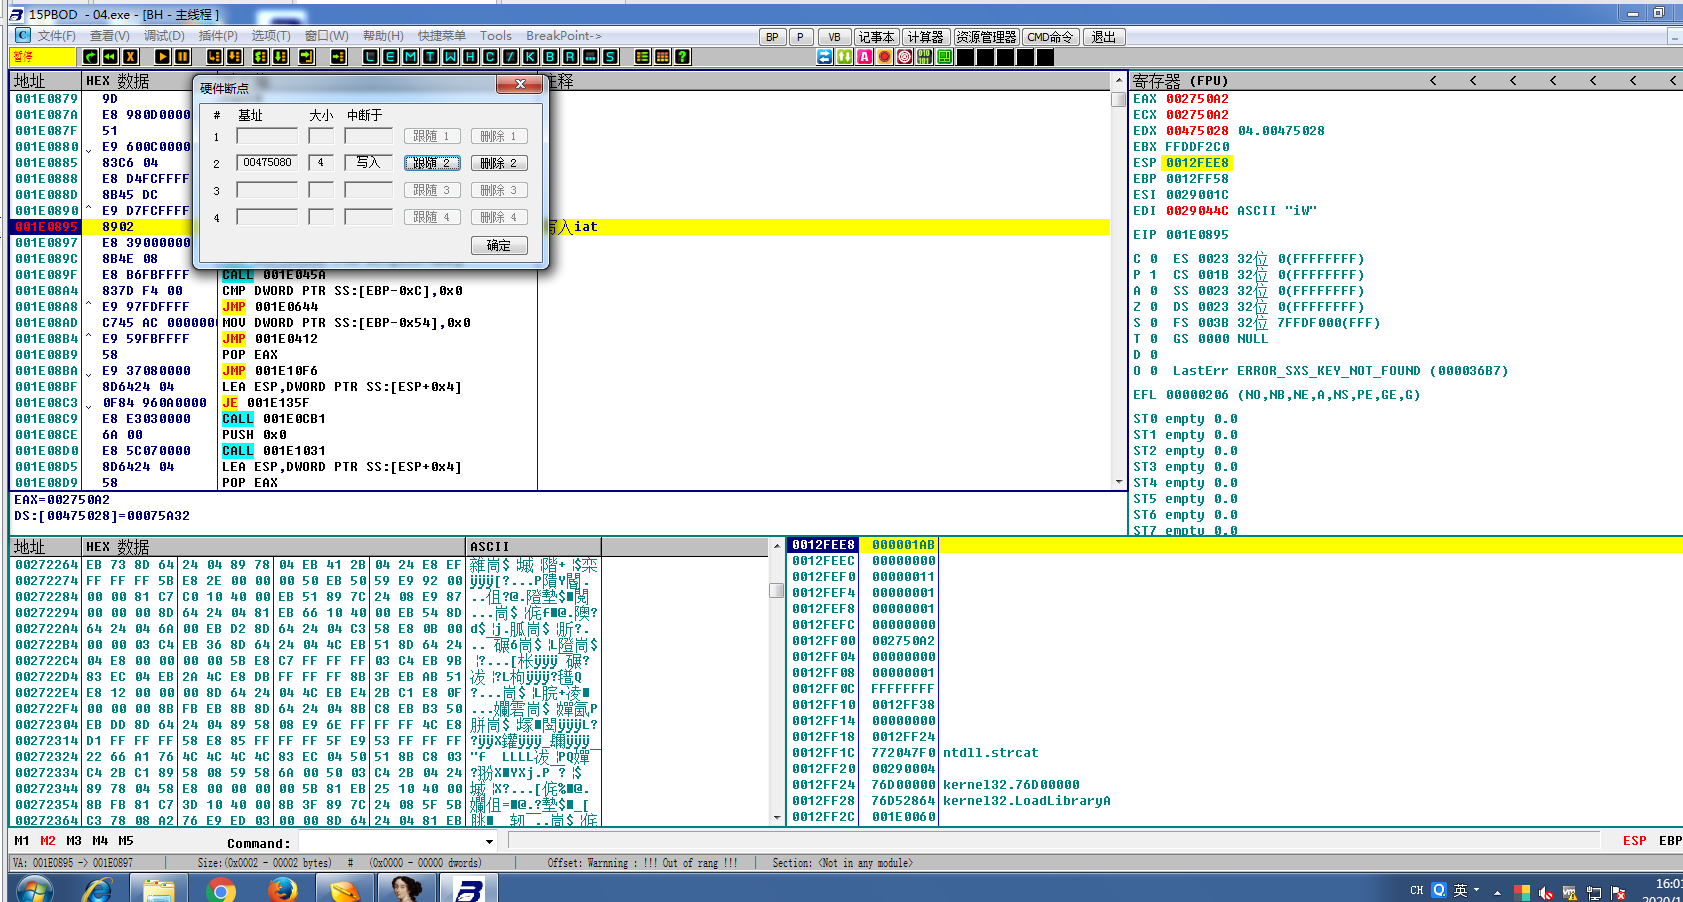 15PBOD - 04.exe - [BH - 主线程 ]
文件(F) 查看(V) 调试(D) 插件(P) 选项(T) 窗口(W) 帮助(H) 快捷菜单 Tools BreakPoint->
BP P VB 记事本 计算器 资源管理器 CMD命令 退出
暂停 L E M T W H C / K B R ... S
地址 HEX 数据 注释
001E0879 9D
001E087A E8 980D0000
001E087F 51
001E0880 E9 600C0000
001E0885 83C6 04
001E0888 E8 D4FCFFFF
001E088D 8B45 DC
001E0890 E9 D7FCFFFF
001E0895 8902 写入iat
001E0897 E8 39000000
001E089C 8B4E 08
001E089F E8 B6FBFFFF CALL 001E045A
001E08A4 837D F4 00 CMP DWORD PTR SS:[EBP-0xC],0x0
001E08A8 E9 97FDFFFF JMP 001E0644
001E08AD C745 AC 0000000 MOV DWORD PTR SS:[EBP-0x54],0x0
001E08B4 E9 59FBFFFF JMP 001E0412
001E08B9 58 POP EAX
001E08BA E9 37080000 JMP 001E10F6
001E08BF 8D6424 04 LEA ESP,DWORD PTR SS:[ESP+0x4]
001E08C3 0F84 960A0000 JE 001E135F
001E08C9 E8 E3030000 CALL 001E0CB1
001E08CE 6A 00 PUSH 0x0
001E08D0 E8 5C070000 CALL 001E1031
001E08D5 8D6424 04 LEA ESP,DWORD PTR SS:[ESP+0x4]
001E08D9 58 POP EAX
硬件断点
# 基址 大小 中断于
1 跟随 1 删除 1
2 00475080 4 写入 跟随 2 删除 2
3 跟随 3 删除 3
4 跟随 4 删除 4
确定
寄存器 (FPU) < < < < < < <
EAX 002750A2
ECX 002750A2
EDX 00475028 04.00475028
EBX FFDDF2C0
ESP 0012FEE8
EBP 0012FF58
ESI 0029001C
EDI 0029044C ASCII "iW"
EIP 001E0895
C 0 ES 0023 32位 0(FFFFFFFF)
P 1 CS 001B 32位 0(FFFFFFFF)
A 0 SS 0023 32位 0(FFFFFFFF)
Z 0 DS 0023 32位 0(FFFFFFFF)
S 0 FS 003B 32位 7FFDF000(FFF)
T 0 GS 0000 NULL
D 0
O 0 LastErr ERROR_SXS_KEY_NOT_FOUND (000036B7)
EFL 00000206 (NO,NB,NE,A,NS,PE,GE,G)
ST0 empty 0.0
ST1 empty 0.0
ST2 empty 0.0
ST3 empty 0.0
ST4 empty 0.0
ST5 empty 0.0
ST6 empty 0.0
ST7 empty 0.0
EAX=002750A2
DS:[00475028]=00075A32
地址 HEX 数据 ASCII
00272264 EB 73 8D 64 24 04 89 78 04 EB 41 2B 04 24 E8 EF
00272274 FF FF FF 5B E8 2E 00 00 00 50 EB 50 59 E9 92 00
00272284 00 00 81 C7 C0 10 40 00 EB 51 89 7C 24 08 E9 87
00272294 00 00 00 8D 64 24 04 81 EB 66 10 40 00 EB 54 8D
002722A4 64 24 04 6A 00 EB D2 8D 64 24 04 C3 58 E8 0B 00
002722B4 00 00 03 C4 EB 36 8D 64 24 04 4C EB 51 8D 64 24
002722C4 04 E8 00 00 00 00 5B E8 C7 FF FF FF 03 C4 EB 9B
002722D4 83 EC 04 EB 2A 4C E8 DB FF FF FF 8B 3F EB AB 51
002722E4 E8 12 00 00 00 8D 64 24 04 4C EB E4 2B C1 E8 0F
002722F4 00 00 00 8B FB EB 8B 8D 64 24 04 8B C8 EB B3 50
00272304 EB DD 8D 64 24 04 89 58 08 E9 6E FF FF FF 4C E8
00272314 D1 FF FF FF 58 E8 85 FF FF FF 5F E9 53 FF FF FF
00272324 22 66 A1 76 4C 4C 4C 4C 83 EC 04 50 51 8B C8 03
00272334 C4 2B C1 89 58 08 59 58 6A 00 50 03 C4 2B 04 24
00272344 89 78 04 58 E8 00 00 00 00 5B 81 EB 25 10 40 00
00272354 8B FB 81 C7 3D 10 40 00 8B 3F 89 7C 24 08 5F 5B
00272364 C3 78 08 A2 76 E9 ED 03 00 00 8D 64 24 04 81 EB
0012FEE8 000001AB
0012FEEC 00000000
0012FEF0 00000011
0012FEF4 00000001
0012FEF8 00000001
0012FEFC 00000000
0012FF00 002750A2
0012FF04 00000000
0012FF08 00000001
0012FF0C FFFFFFFF
0012FF10 0012FF38
0012FF14 00000000
0012FF18 0012FF24
0012FF1C 772047F0 ntdll.strcat
0012FF20 00290004
0012FF24 76D00000 kernel32.76D00000
0012FF28 76D52864 kernel32.LoadLibraryA
0012FF2C 001E0060
M1 M2 M3 M4 M5 Command: ESP EBP
VA: 001E0895 -> 001E0897 Size:(0x0002 - 00002 bytes) # (0x0000 - 00000 dwords) Offset: Warnning : !!! Out of rang !!! Section: <Not in any module>
CH 英 16:0